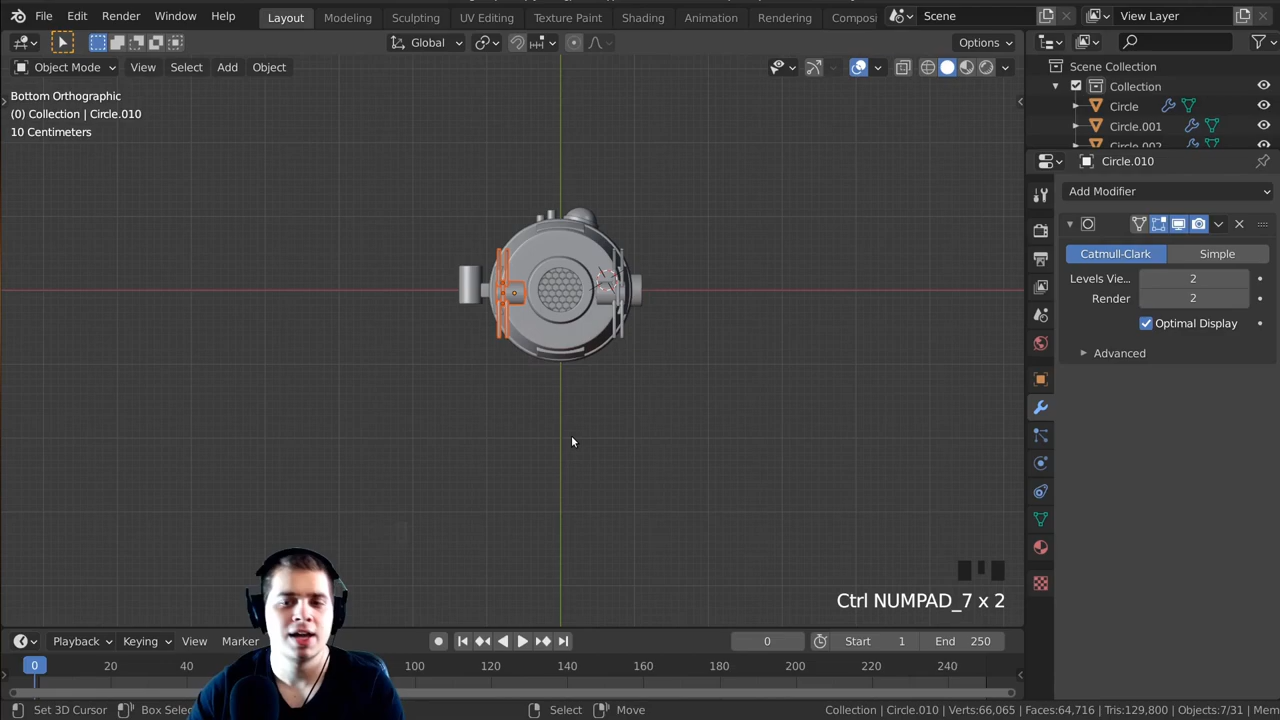 File Edit Render Window Help Layout Modeling Sculpting UV Editing Texture Paint Shading Animation Rendering Composi Scene View Layer
Global Options
Object Mode View Select Add Object
Scene Collection
Collection
Circle
Circle.001
Circle.002
Bottom Orthographic
(0) Collection | Circle.010
10 Centimeters
Circle.010
Add Modifier
Catmull-Clark Simple
Levels Vie... 2
Render 2
Optimal Display
Advanced
Ctrl NUMPAD_7 x 2
Playback Keying View Marker 0 Start 1 End 250
0 20 40 100 120 140 160 180 200 220 240
Set 3D Cursor Box Selec Select Move Collection | Circle.010 Verts:66,065 Faces:64,716 Tris:129,800 Objects:7/31 Mem